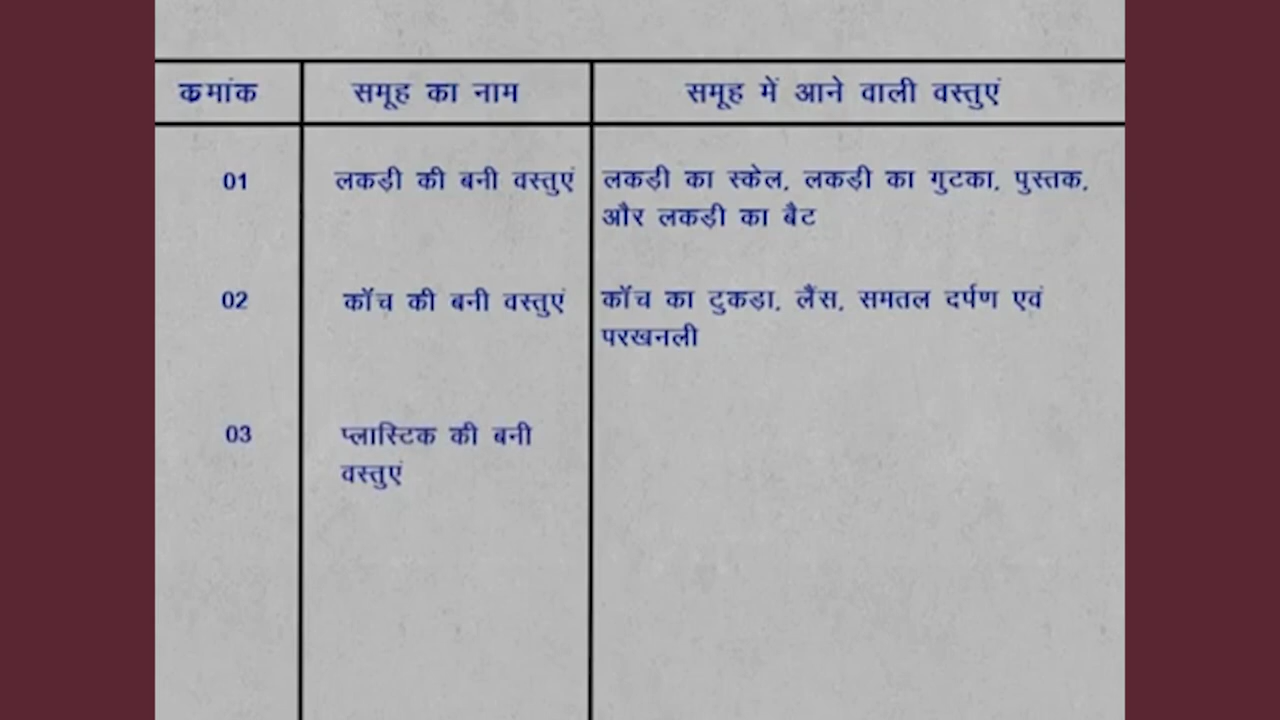 क्रमांक समूह का नाम समूह में आने वाली वस्तुएं
01 लकड़ी की बनी वस्तुएं लकड़ी का स्केल, लकड़ी का गुटका, पुस्तक,
और लकड़ी का बैट
02 कॉच की बनी वस्तुएं कॉच का टुकड़ा, लैंस, समतल दर्पण एवं
परखनली
03 प्लास्टिक की बनी
वस्तुएं